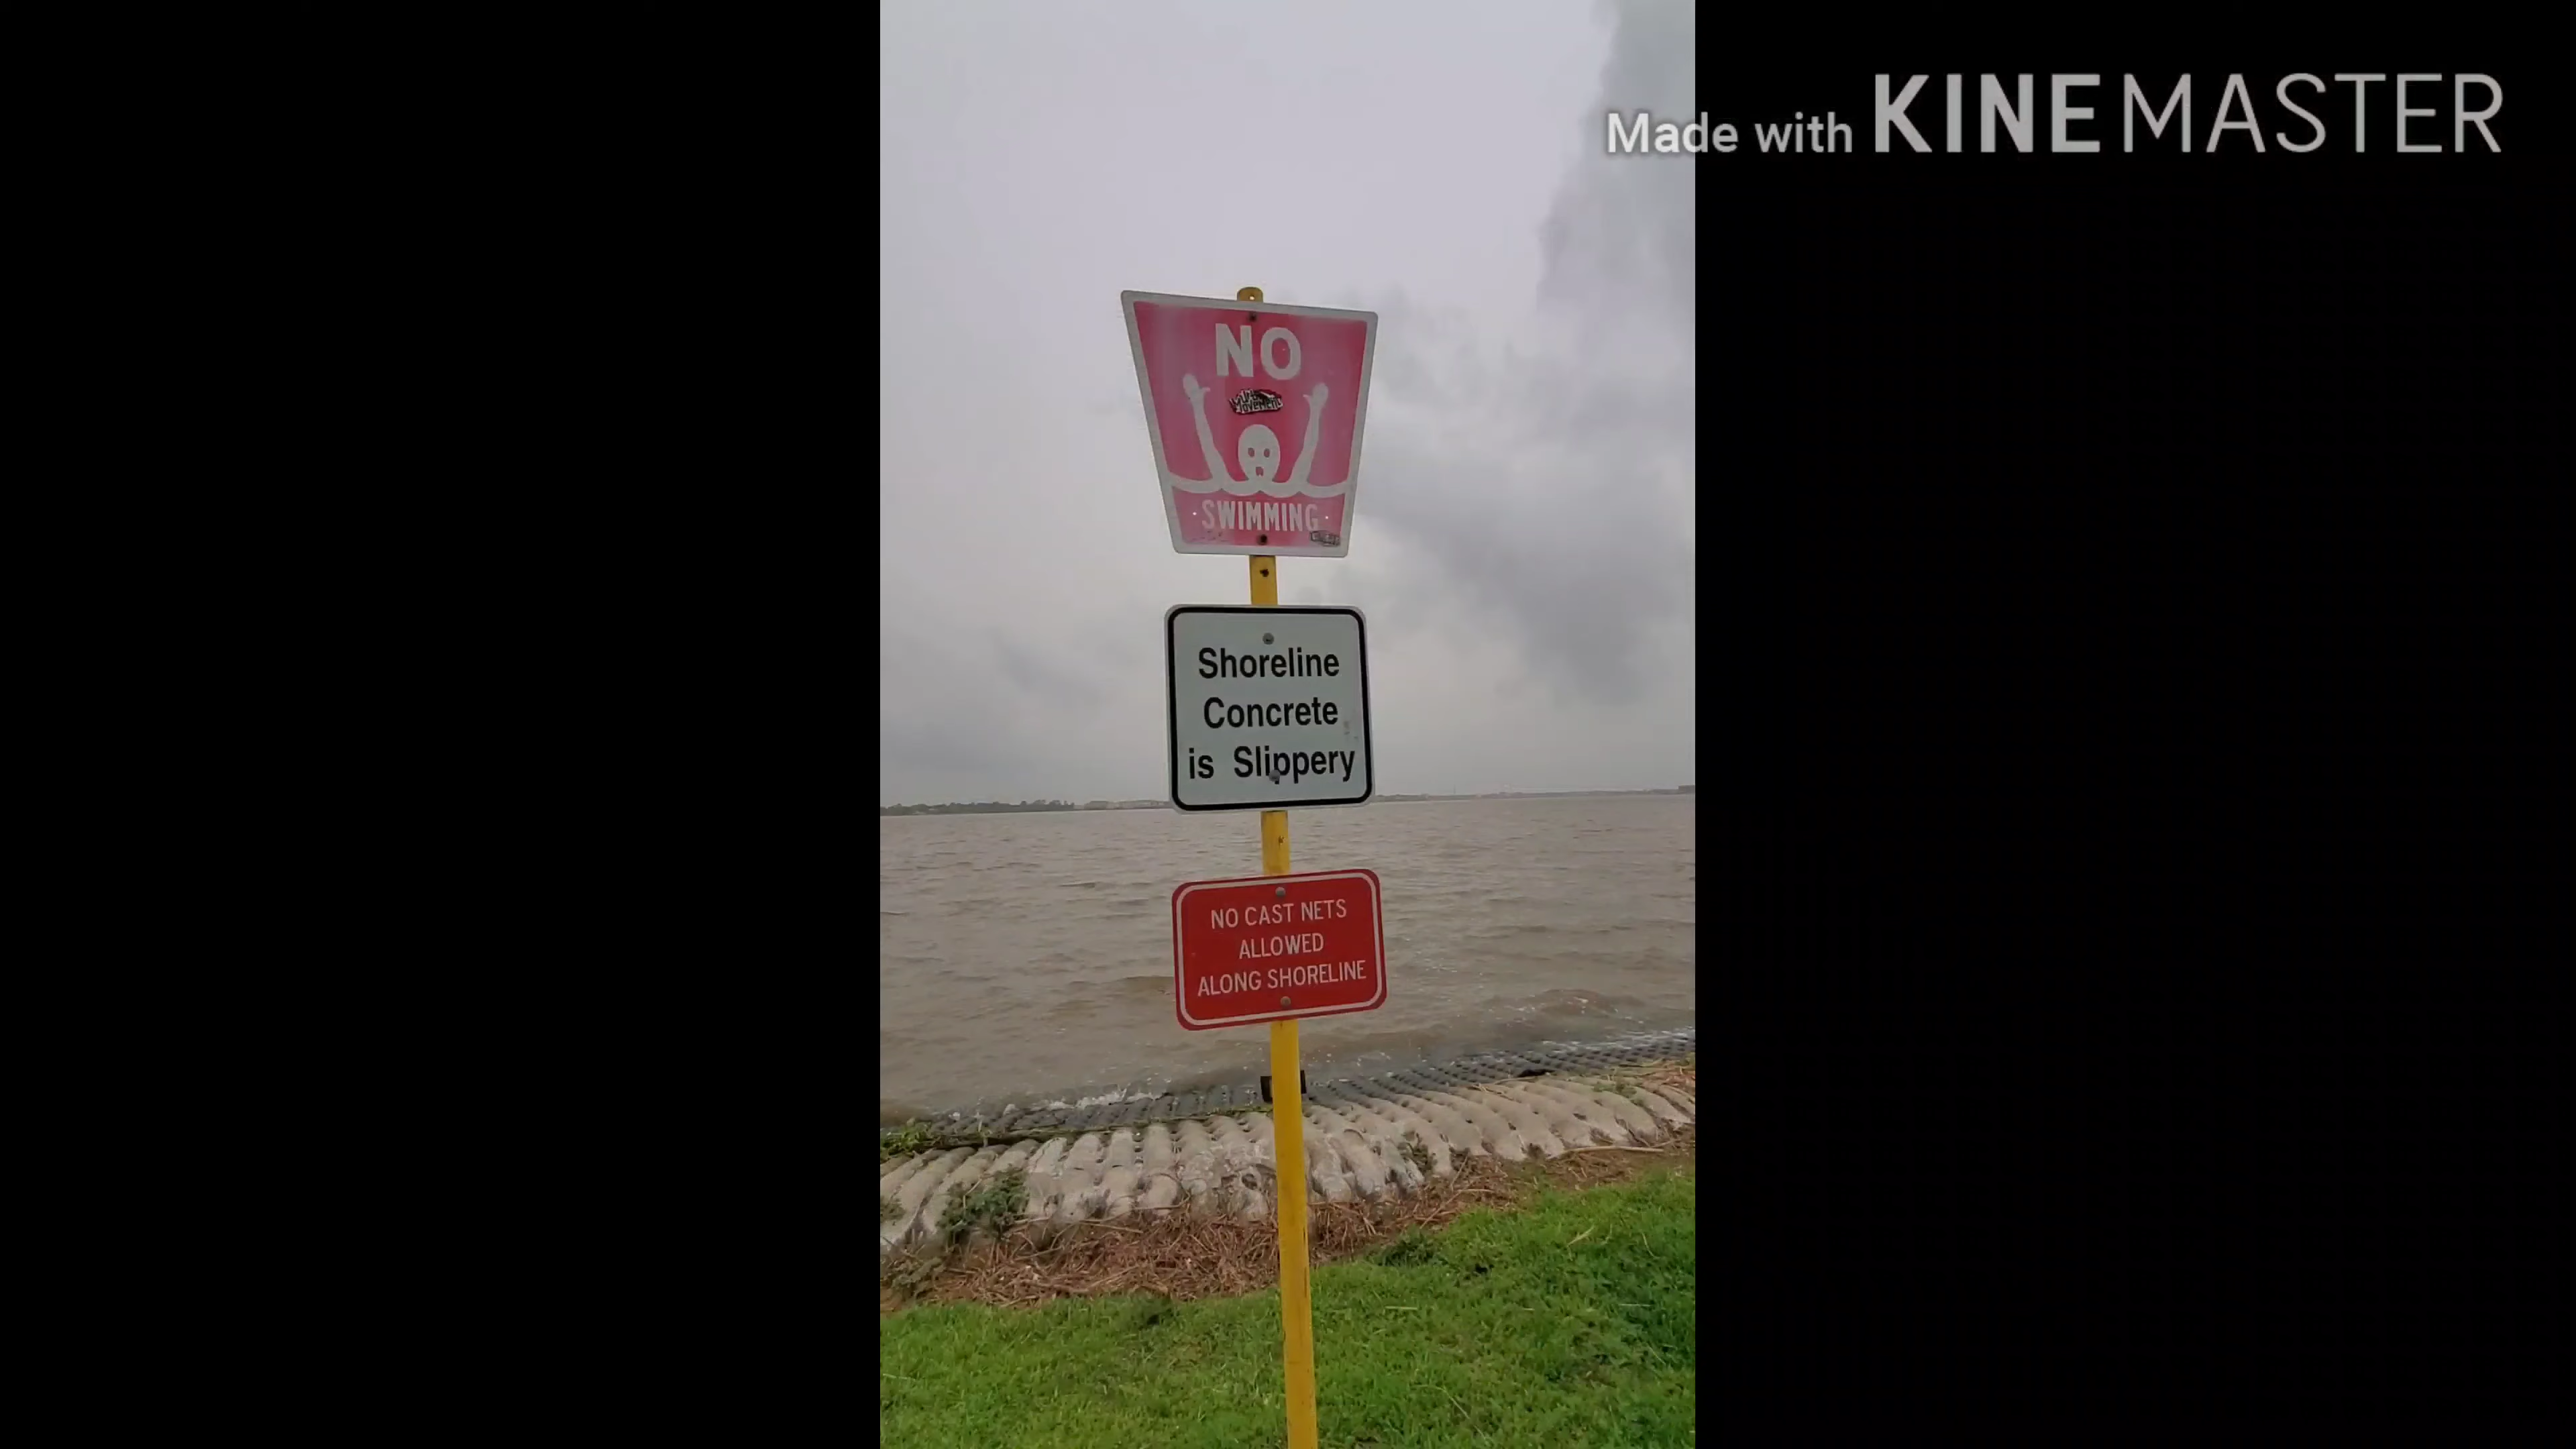 Made with KINEMASTER
NO
SWIMMING
Shoreline
Concrete
is Slippery
NO CAST NETS
ALLOWED
ALONG SHORELINE